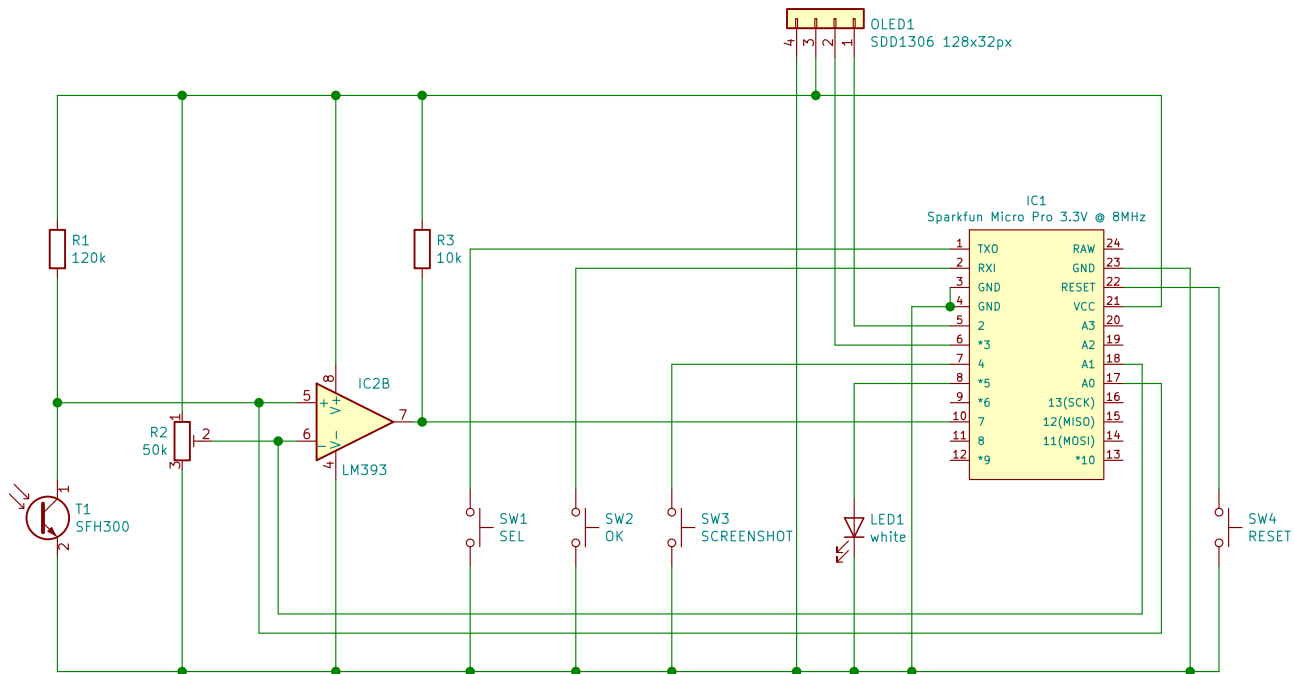 OLED1
SDD1306 128x32px
4
3
2
1
IC1
Sparkfun Micro Pro 3.3V @ 8MHz
R1
120k
R3
10k
1 TXO RAW 24
2 RXI GND 23
3 GND RESET 22
4 GND VCC 21
5 2 A3 20
6 *3 A2 19
7 4 A1 18
8 *5 A0 17
9 *6 13(SCK) 16
10 7 12(MISO) 15
11 8 11(MOSI) 14
12 *9 *10 13
8
IC2B
5
+
V+
7
6
−
V-
4
LM393
1
R2
50k
2
3
1
T1
SFH300
2
SW1
SEL
SW2
OK
SW3
SCREENSHOT
LED1
white
SW4
RESET